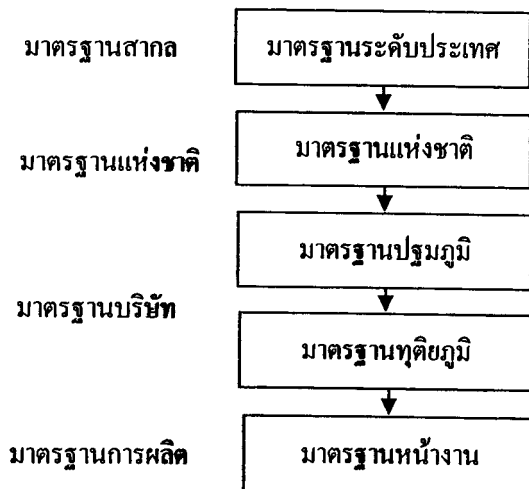 มาตรฐานสากล มาตรฐานระดับประเทศ
มาตรฐานแห่งชาติ มาตรฐานแห่งชาติ
มาตรฐานปฐมภูมิ
มาตรฐานบริษัท
มาตรฐานทุติยภูมิ
มาตรฐานการผลิต มาตรฐานหน้างาน